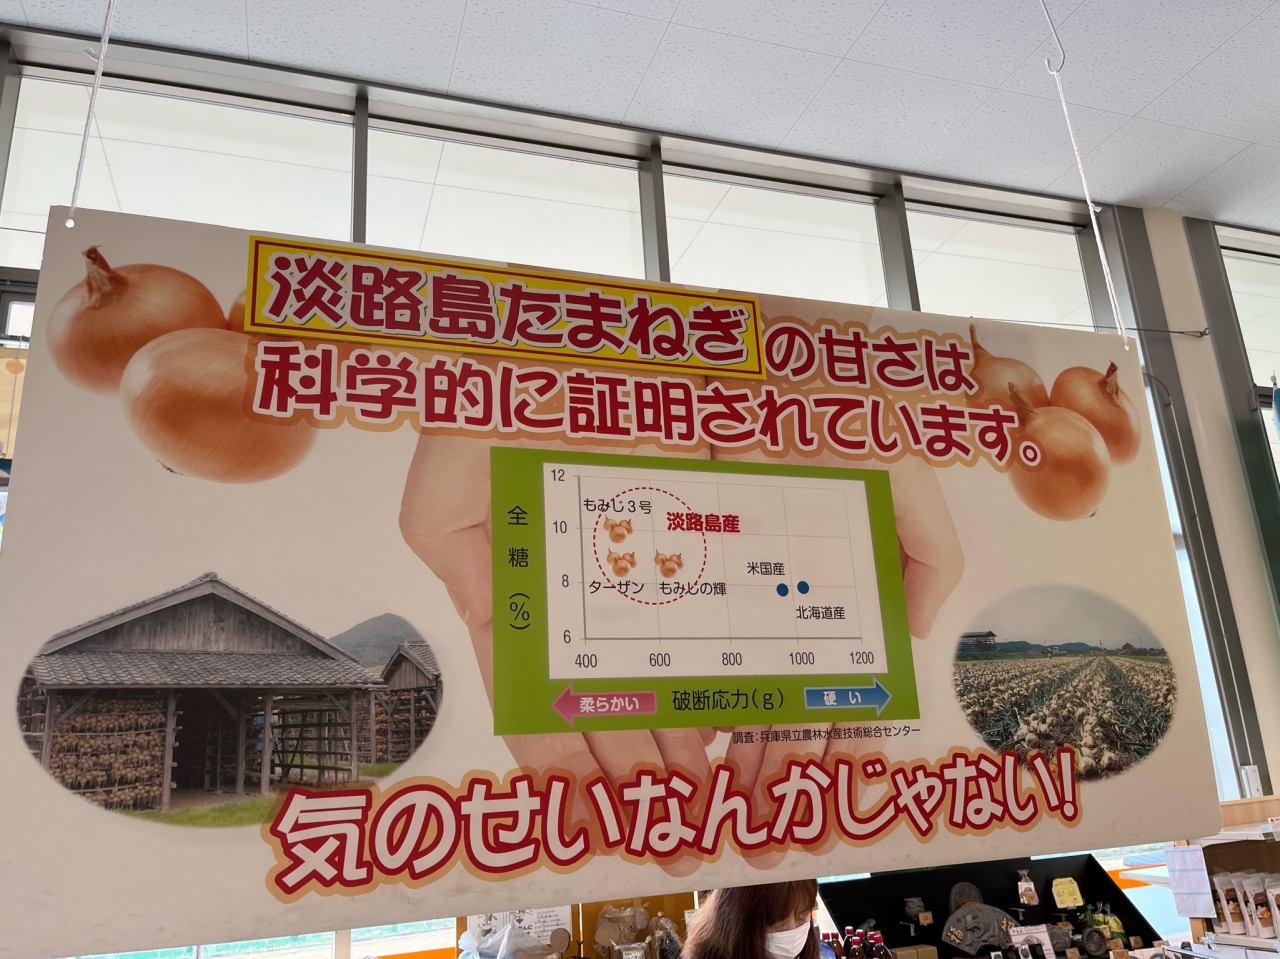 淡路島たまねぎの甘さは
科学的に証明されています。
12
10
8
6
全糖(%)
もみじ3号
淡路島産
ターザン
もみじの輝
米国産
北海道産
400 600 800 1000 1200
柔らかい 破断応力(g) 硬い
調査:兵庫県立農林水産技術総合センター
気のせいなんかじゃない!